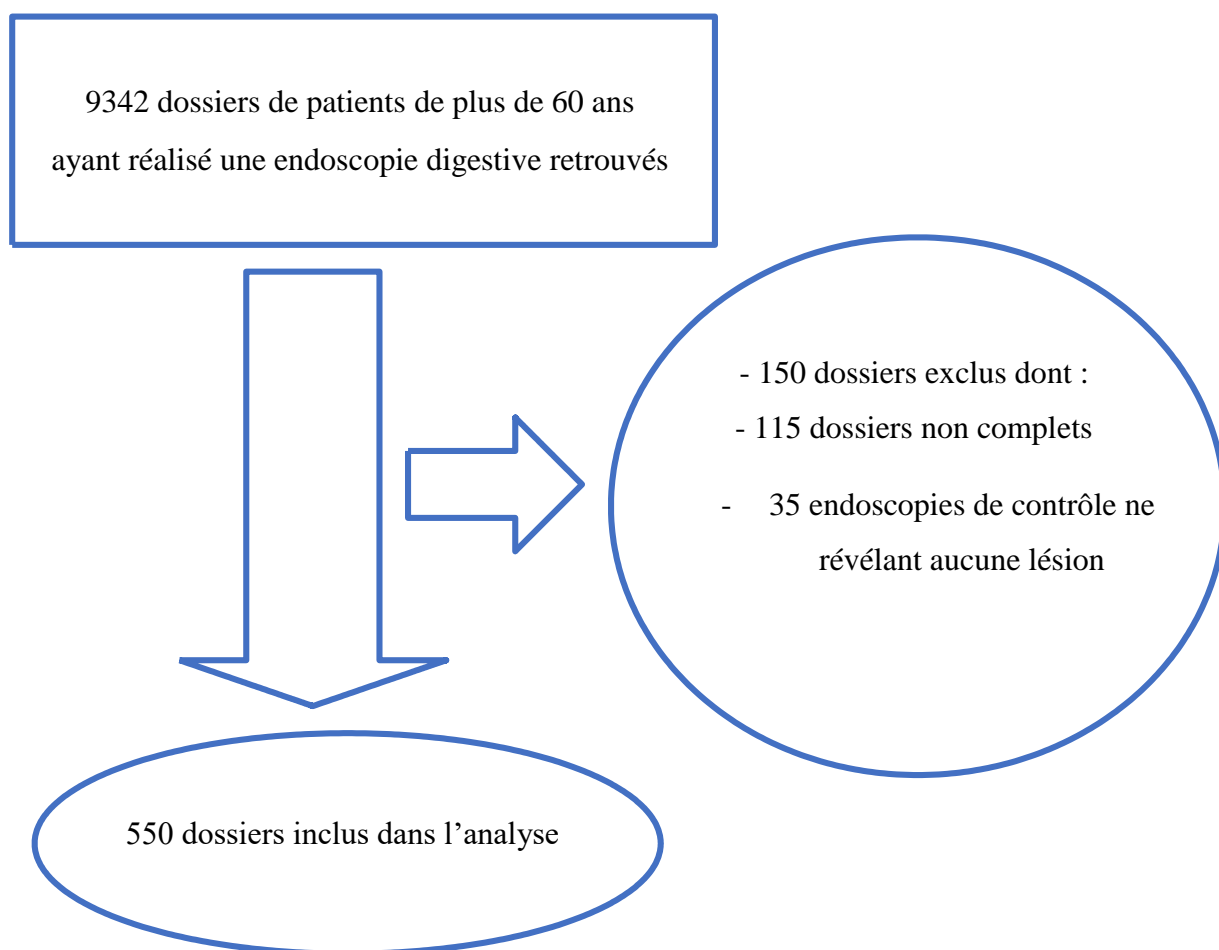 9342 dossiers de patients de plus de 60 ans
ayant réalisé une endoscopie digestive retrouvés
- 150 dossiers exclus dont :
- 115 dossiers non complets
- 35 endoscopies de contrôle ne
révélant aucune lésion
550 dossiers inclus dans l’analyse